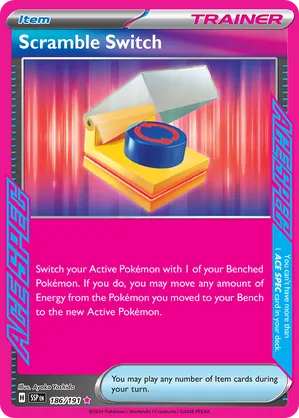 Item
TRAINER
Scramble Switch
ACE SPEC
ACE SPEC
You can't have more than
1 ACE SPEC card in your deck.
Switch your Active Pokémon with 1 of your Benched
Pokémon. If you do, you may move any amount of
Energy from the Pokémon you moved to your Bench
to the new Active Pokémon.
Illus. Ayaka Yoshida
H SSP EN 186/191
You may play any number of Item cards during
your turn.
©2024 Pokémon / Nintendo / Creatures / GAME FREAK